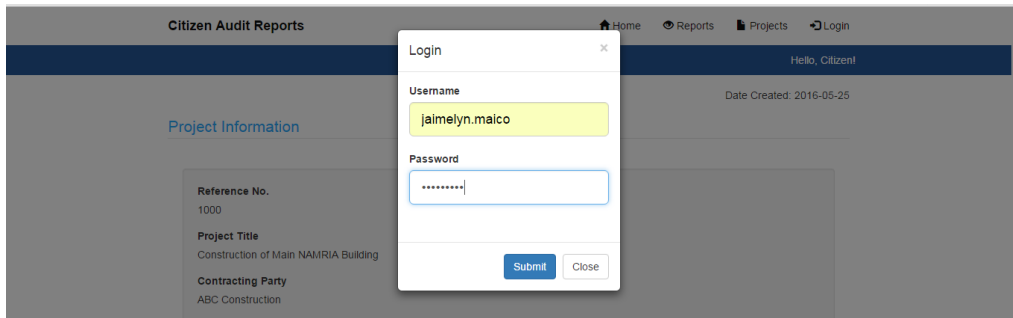 Citizen Audit Reports
Home Reports Projects Login
Hello, Citizen!
Date Created: 2016-05-25
Project Information
Reference No.
1000
Project Title
Construction of Main NAMRIA Building
Contracting Party
ABC Construction
Login ×
Username
jaimelyn.maico
Password
•••••••••
Submit Close